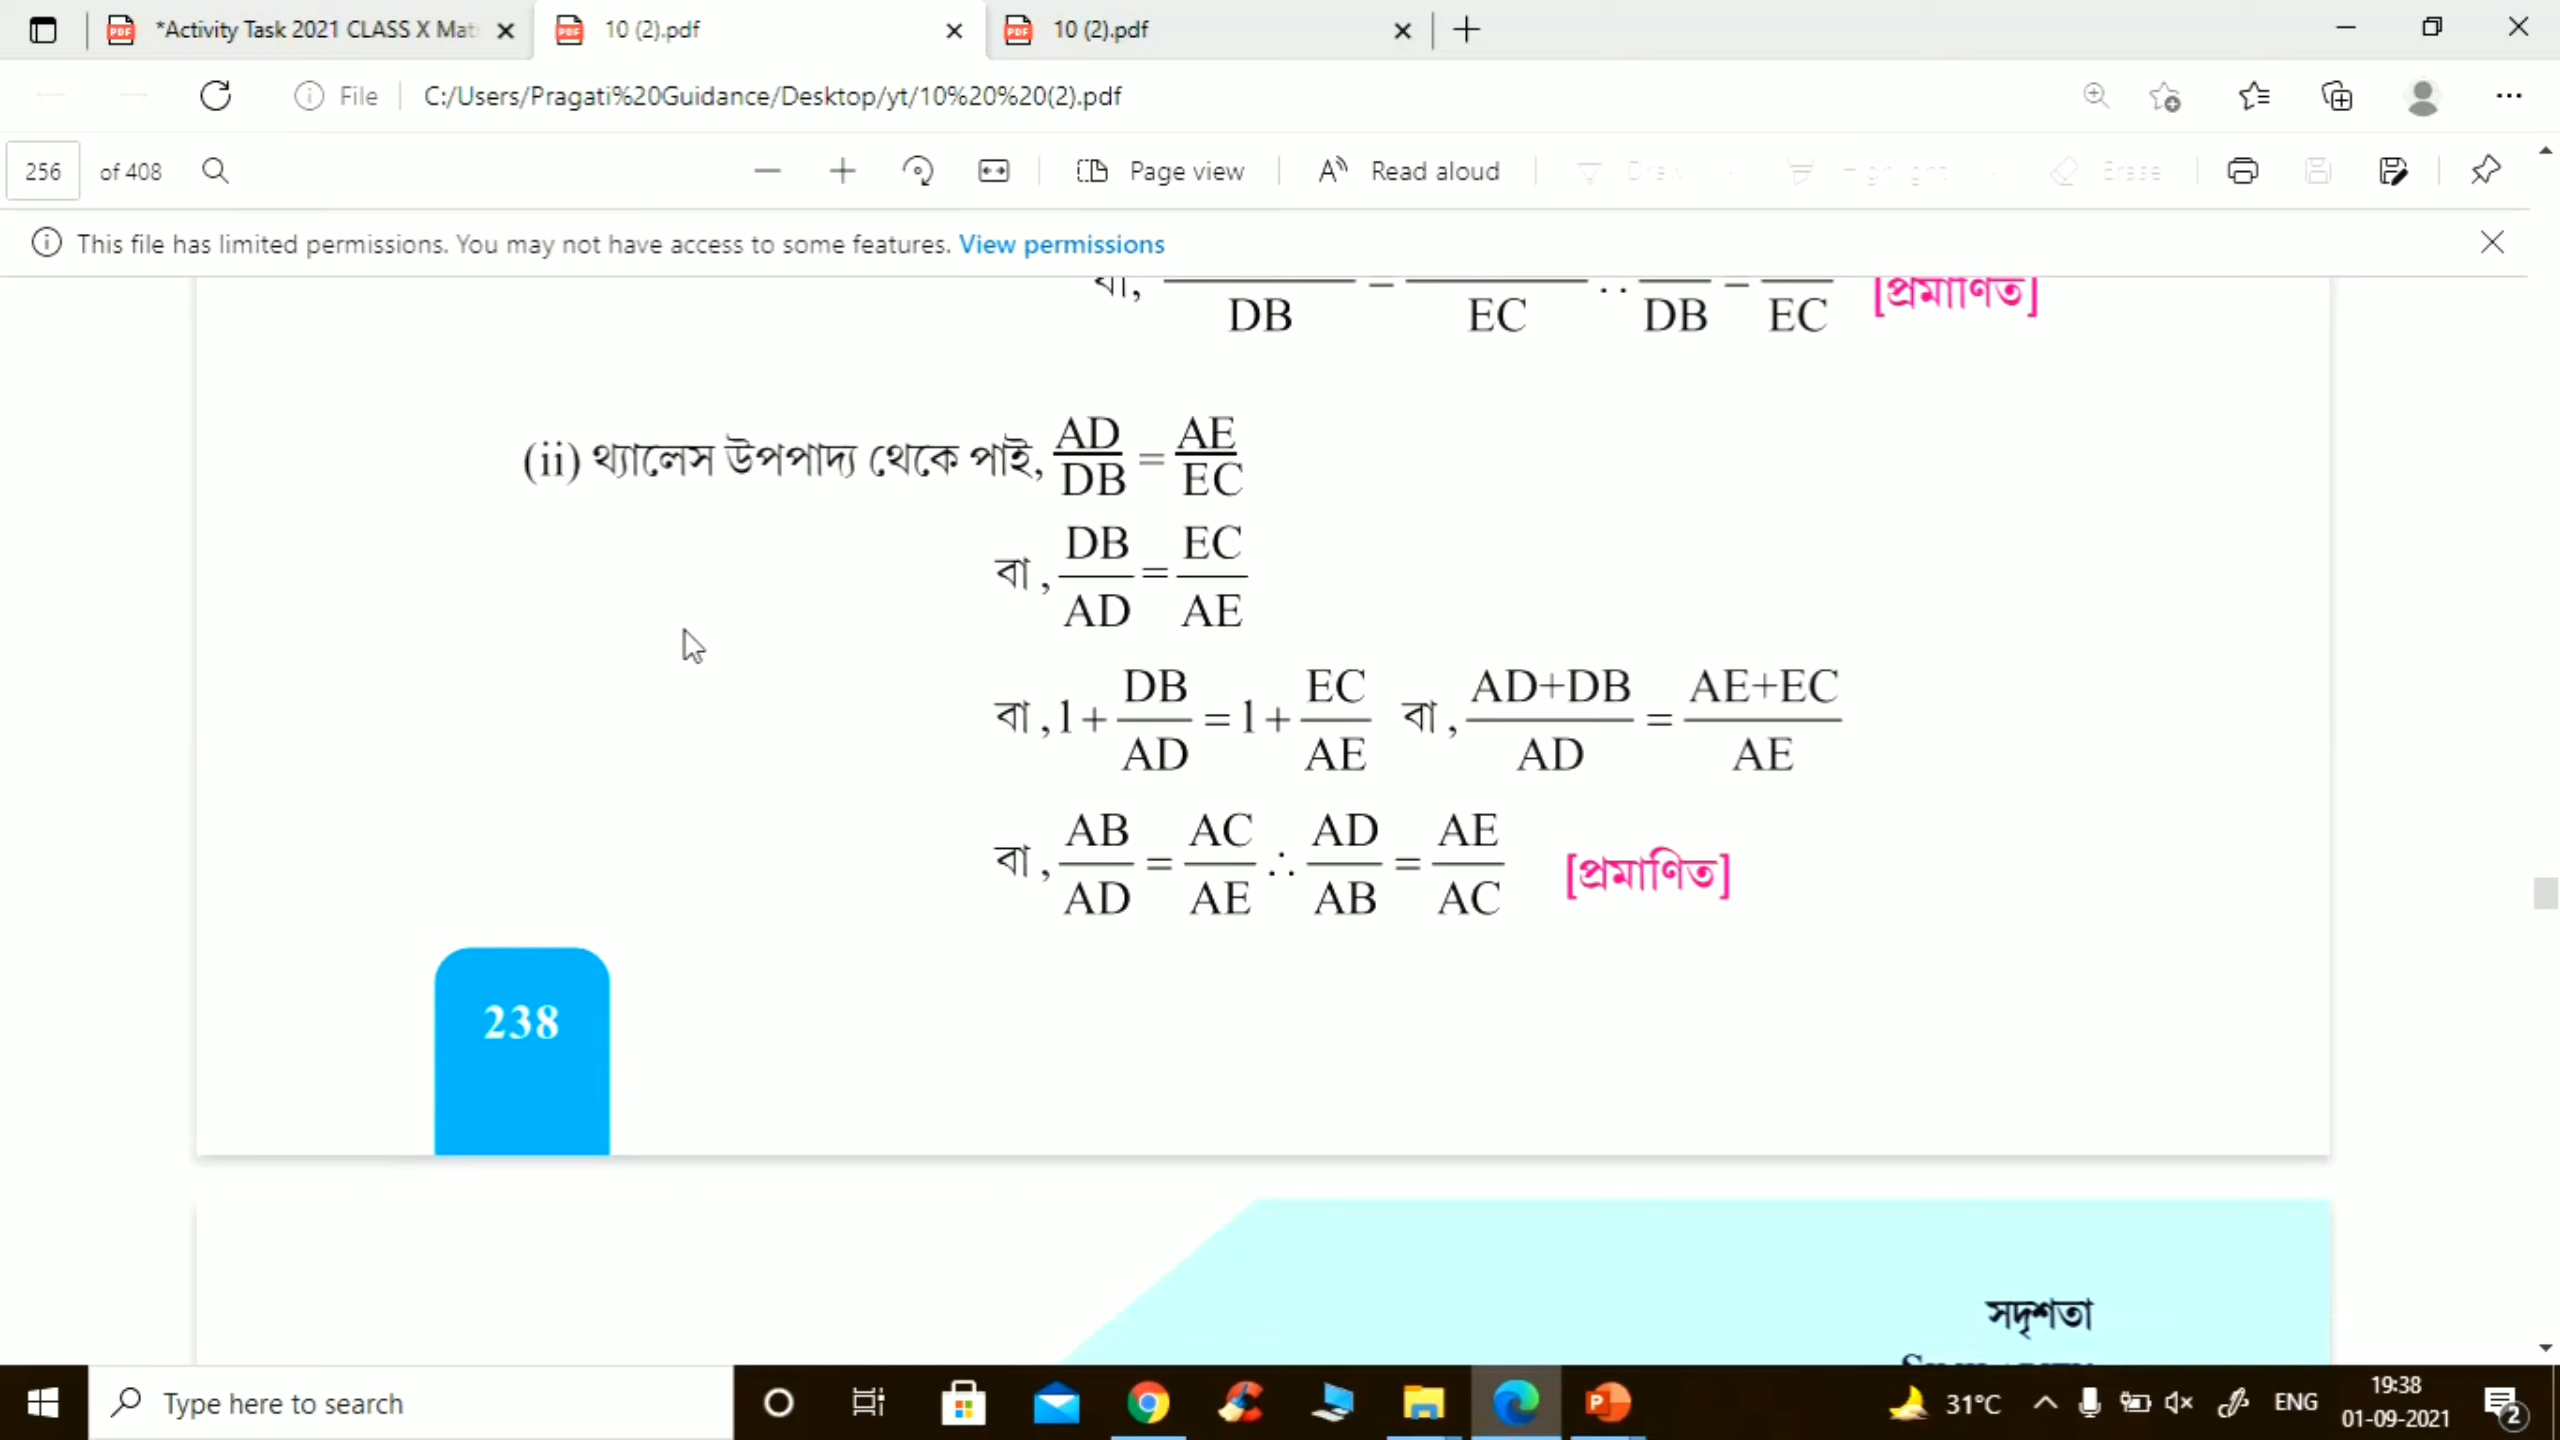 *Activity Task 2021 CLASS X Mat
10 (2).pdf
10 (2).pdf
File
C:/Users/Pragati%20Guidance/Desktop/yt/10%20%20(2).pdf
256 of 408
Page view
Read aloud
Erase
This file has limited permissions. You may not have access to some features. View permissions
বা, DB = EC ∴ DB = EC [প্রমাণিত]
(ii) থ্যালেস উপপাদ্য থেকে পাই, AD/DB = AE/EC
বা , DB/AD = EC/AE
বা , 1+ DB/AD = 1+ EC/AE বা , AD+DB/AD = AE+EC/AE
বা , AB/AD = AC/AE ∴ AD/AB = AE/AC [প্রমাণিত]
238
সদৃশতা
Type here to search
31°C
ENG
19:38
01-09-2021
2